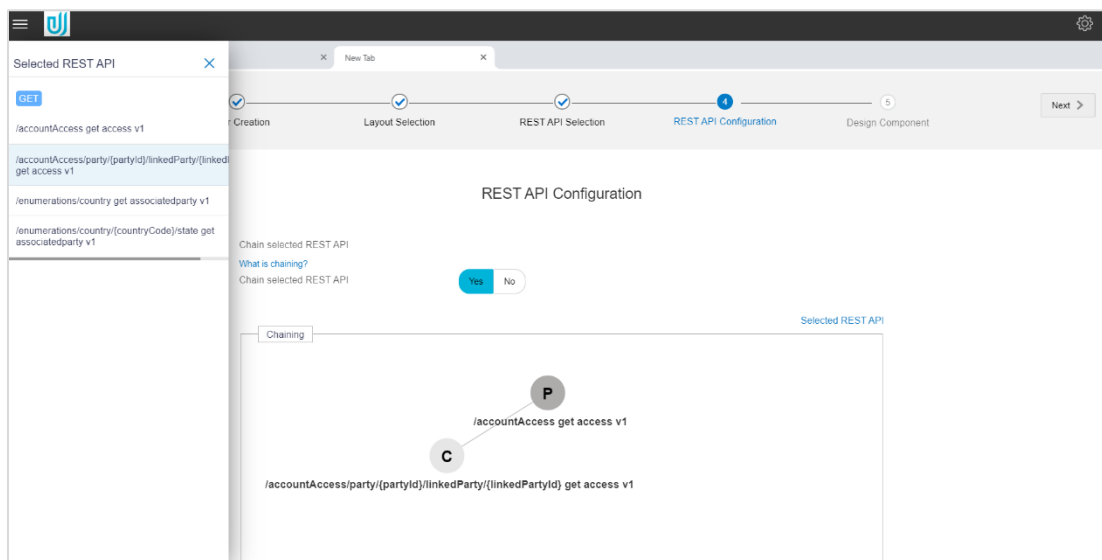 Selected REST API
GET
/accountAccess get access v1
/accountAccess/party/{partyId}/linkedParty/{linked
get access v1
/enumerations/country get associatedparty v1
/enumerations/country/{countryCode}/state get
associatedparty v1
New Tab
Creation
Layout Selection
REST API Selection
4
REST API Configuration
5
Design Component
Next
REST API Configuration
Chain selected REST API
What is chaining?
Chain selected REST API
Yes No
Selected REST API
Chaining
P
/accountAccess get access v1
C
/accountAccess/party/{partyId}/linkedParty/{linkedPartyId} get access v1